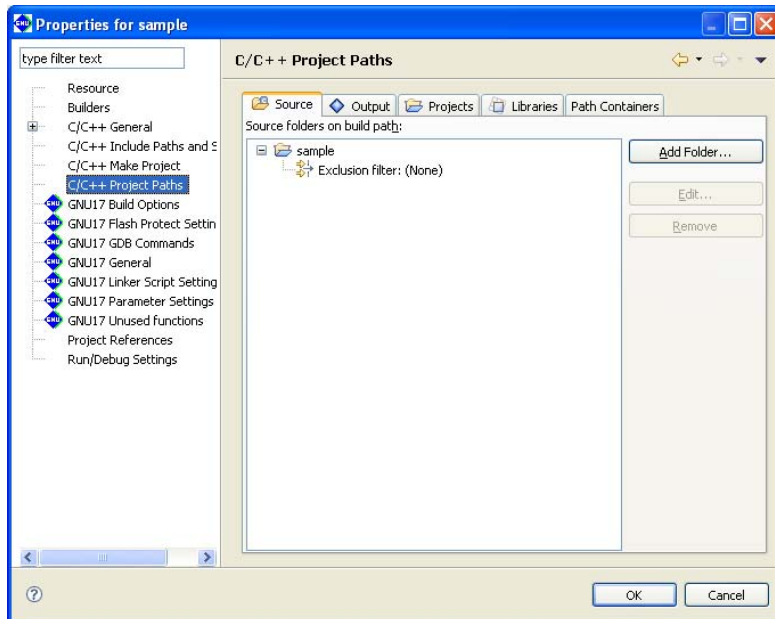 Properties for sample
type filter text
C/C++ Project Paths
Resource
Builders
C/C++ General
C/C++ Include Paths and S
C/C++ Make Project
C/C++ Project Paths
GNU17 Build Options
GNU17 Flash Protect Settin
GNU17 GDB Commands
GNU17 General
GNU17 Linker Script Setting
GNU17 Parameter Settings
GNU17 Unused functions
Project References
Run/Debug Settings
Source Output Projects Libraries Path Containers
Source folders on build path:
sample
Exclusion filter: (None)
Add Folder...
Edit...
Remove
OK Cancel